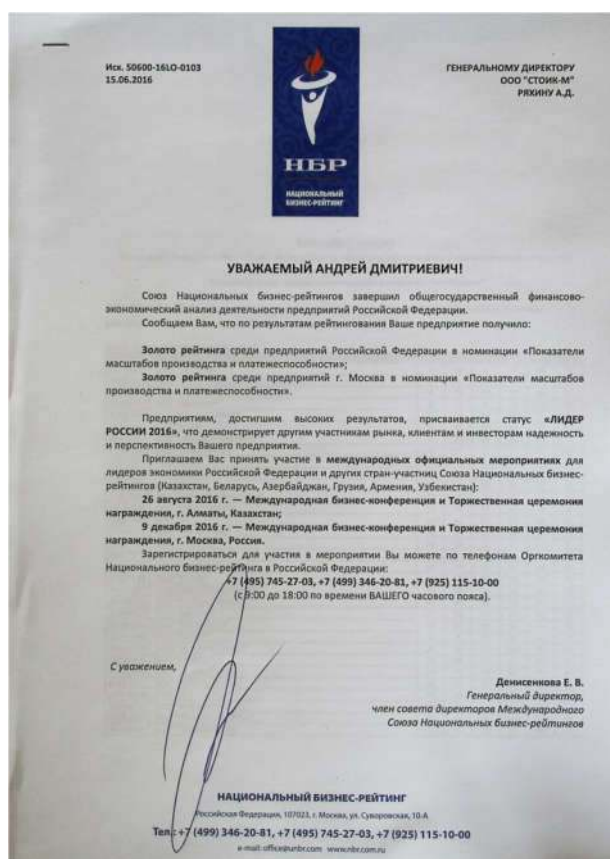 Исх. 50600-16LO-0103
15.06.2016
ГЕНЕРАЛЬНОМУ ДИРЕКТОРУ
ООО "СТОИК-М"
РЯХИНУ А.Д.
НБР
НАЦИОНАЛЬНЫЙ
БИЗНЕС-РЕЙТИНГ
УВАЖАЕМЫЙ АНДРЕЙ ДМИТРИЕВИЧ!
Союз Национальных бизнес-рейтингов завершил общегосударственный финансово-
экономический анализ деятельности предприятий Российской Федерации.
Сообщаем Вам, что по результатам рейтингования Ваше предприятие получило:
Золото рейтинга среди предприятий Российской Федерации в номинации «Показатели
масштабов производства и платежеспособности»;
Золото рейтинга среди предприятий г. Москва в номинации «Показатели масштабов
производства и платежеспособности».
Предприятиям, достигшим высоких результатов, присваивается статус «ЛИДЕР
РОССИИ 2016», что демонстрирует другим участникам рынка, клиентам и инвесторам надежность
и перспективность Вашего предприятия.
Приглашаем Вас принять участие в международных официальных мероприятиях для
лидеров экономики Российской Федерации и других стран-участниц Союза Национальных бизнес-
рейтингов (Казахстан, Беларусь, Азербайджан, Грузия, Армения, Узбекистан):
26 августа 2016 г. — Международная бизнес-конференция и Торжественная церемония
награждения, г. Алматы, Казахстан;
9 декабря 2016 г. — Международная бизнес-конференция и Торжественная церемония
награждения, г. Москва, Россия.
Зарегистрироваться для участия в мероприятии Вы можете по телефонам Оргкомитета
Национального бизнес-рейтинга в Российской Федерации:
+7 (495) 745-27-03, +7 (499) 346-20-81, +7 (925) 115-10-00
(с 9:00 до 18:00 по времени ВАШЕГО часового пояса).
С уважением,
Денисенкова Е. В.
Генеральный директор,
член совета директоров Международного
Союза Национальных бизнес-рейтингов
НАЦИОНАЛЬНЫЙ БИЗНЕС-РЕЙТИНГ
Российская Федерация, 107023, г. Москва, ул. Суворовская, 10-А
Тел.: +7 (499) 346-20-81, +7 (495) 745-27-03, +7 (925) 115-10-00
e-mail: office@unbr.com www.nbr.com.ru